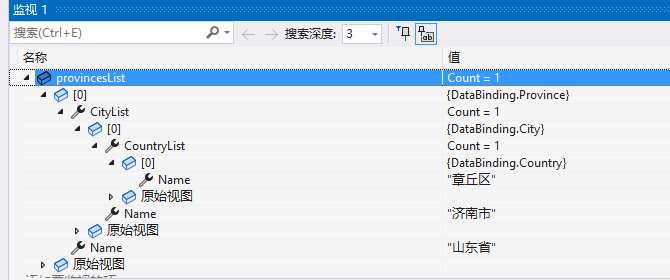 监视 1
搜索(Ctrl+E) 搜索深度: 3
名称 值
provincesList Count = 1
[0] {DataBinding.Province}
CityList Count = 1
[0] {DataBinding.City}
CountryList Count = 1
[0] {DataBinding.Country}
Name "章丘区"
原始视图
Name "济南市"
原始视图
Name "山东省"
原始视图